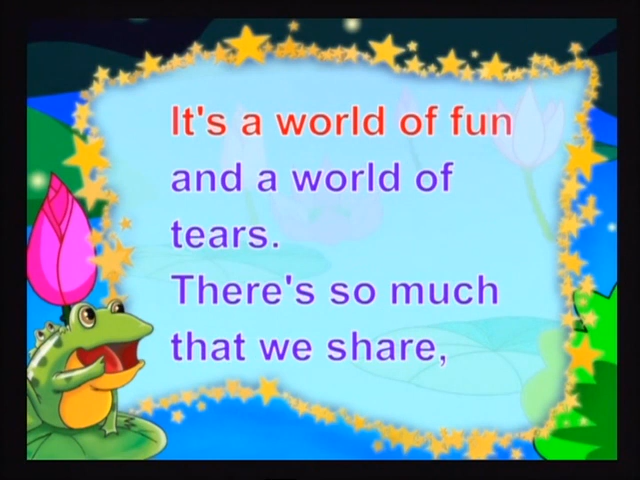 It's a world of fun
and a world of
tears.
There's so much
that we share,